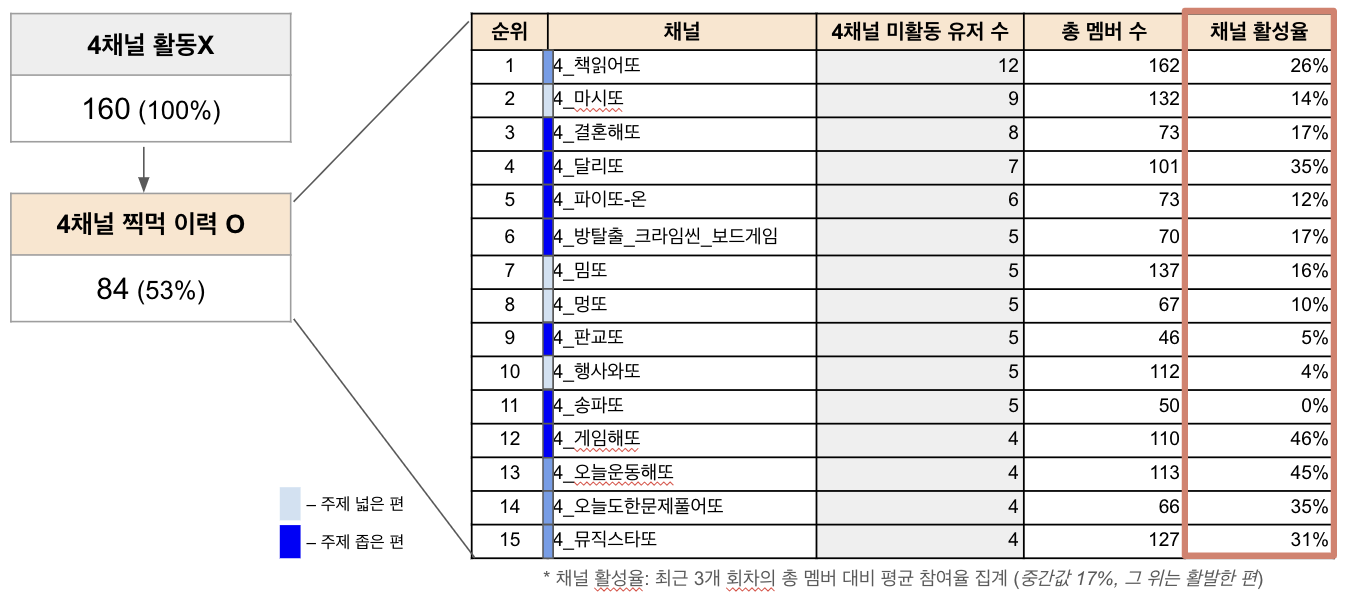 4채널 활동X
160 (100%)
4채널 찍먹 이력 O
84 (53%)
– 주제 넓은 편
– 주제 좁은 편
순위 채널 4채널 미활동 유저 수 총 멤버 수 채널 활성율
1 4_책읽어또 12 162 26%
2 4_마시또 9 132 14%
3 4_결혼해또 8 73 17%
4 4_달리또 7 101 35%
5 4_파이또-온 6 73 12%
6 4_방탈출_크라임씬_보드게임 5 70 17%
7 4_밈또 5 137 16%
8 4_멍또 5 67 10%
9 4_판교또 5 46 5%
10 4_행사와또 5 112 4%
11 4_송파또 5 50 0%
12 4_게임해또 4 110 46%
13 4_오늘운동해또 4 113 45%
14 4_오늘도한문제풀어또 4 66 35%
15 4_뮤직스타또 4 127 31%
* 채널 활성율: 최근 3개 회차의 총 멤버 대비 평균 참여율 집계 (중간값 17%, 그 위는 활발한 편)